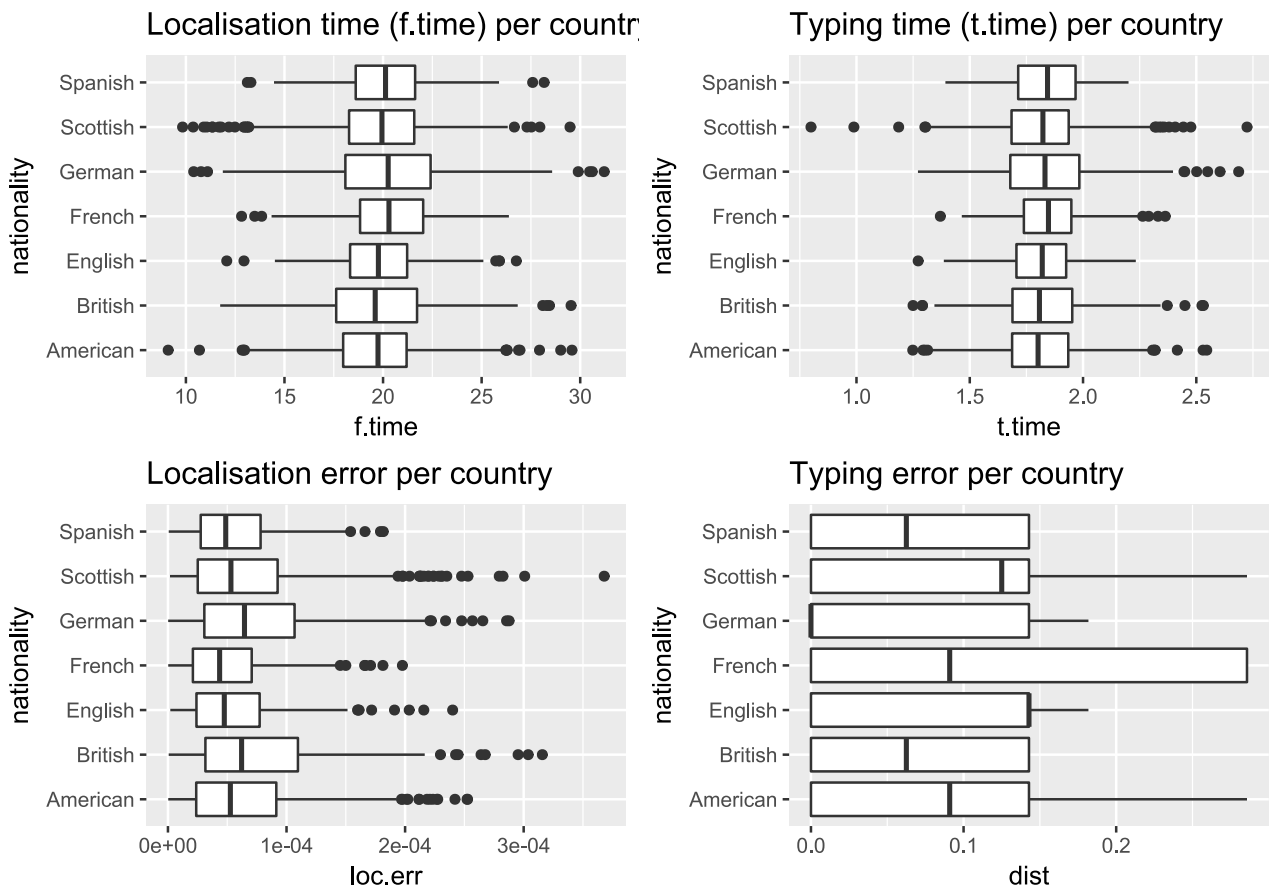 Localisation time (f.time) per country
nationality
Spanish
Scottish
German
French
English
British
American
10 15 20 25 30
f.time
Typing time (t.time) per country
nationality
Spanish
Scottish
German
French
English
British
American
1.0 1.5 2.0 2.5
t.time
Localisation error per country
nationality
Spanish
Scottish
German
French
English
British
American
0e+00 1e-04 2e-04 3e-04
loc.err
Typing error per country
nationality
Spanish
Scottish
German
French
English
British
American
0.0 0.1 0.2
dist